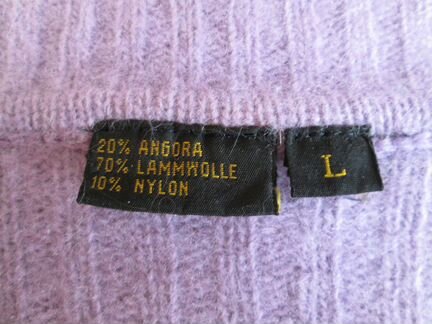 20% ANGORA
70% LAMMWOLLE
10% NYLON
L